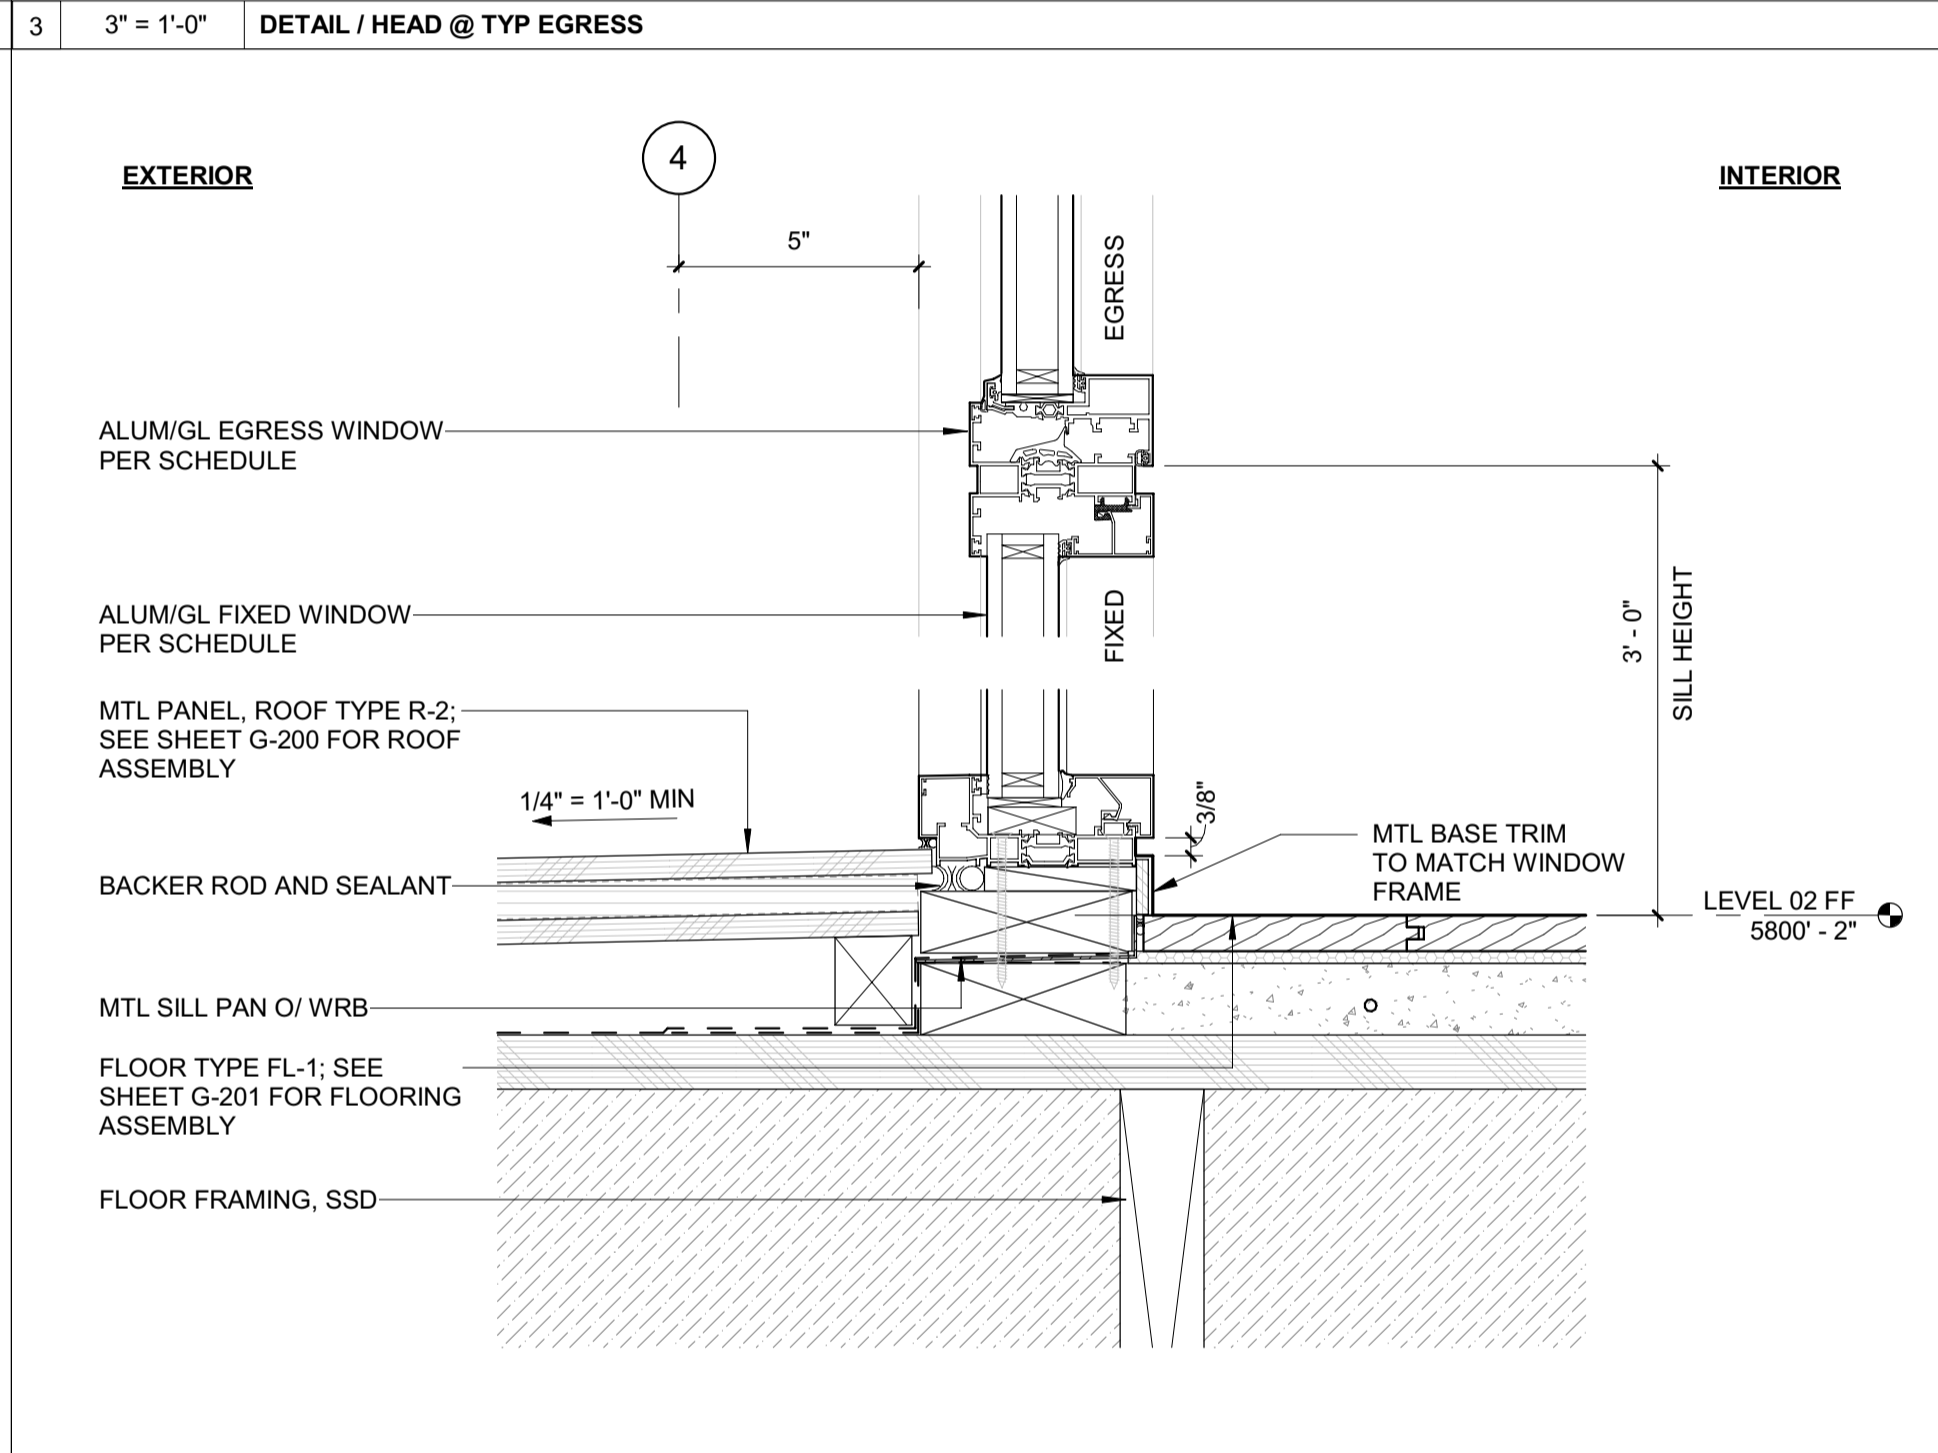 3 3" = 1'-0" DETAIL / HEAD @ TYP EGRESS
4
EXTERIOR
INTERIOR
5"
EGRESS
ALUM/GL EGRESS WINDOW
PER SCHEDULE
ALUM/GL FIXED WINDOW
PER SCHEDULE
FIXED
3' - 0"
SILL HEIGHT
MTL PANEL, ROOF TYPE R-2;
SEE SHEET G-200 FOR ROOF
ASSEMBLY
1/4" = 1'-0" MIN
3/8"
MTL BASE TRIM
TO MATCH WINDOW
FRAME
BACKER ROD AND SEALANT
LEVEL 02 FF
5800' - 2"
MTL SILL PAN O/ WRB
FLOOR TYPE FL-1; SEE
SHEET G-201 FOR FLOORING
ASSEMBLY
FLOOR FRAMING, SSD